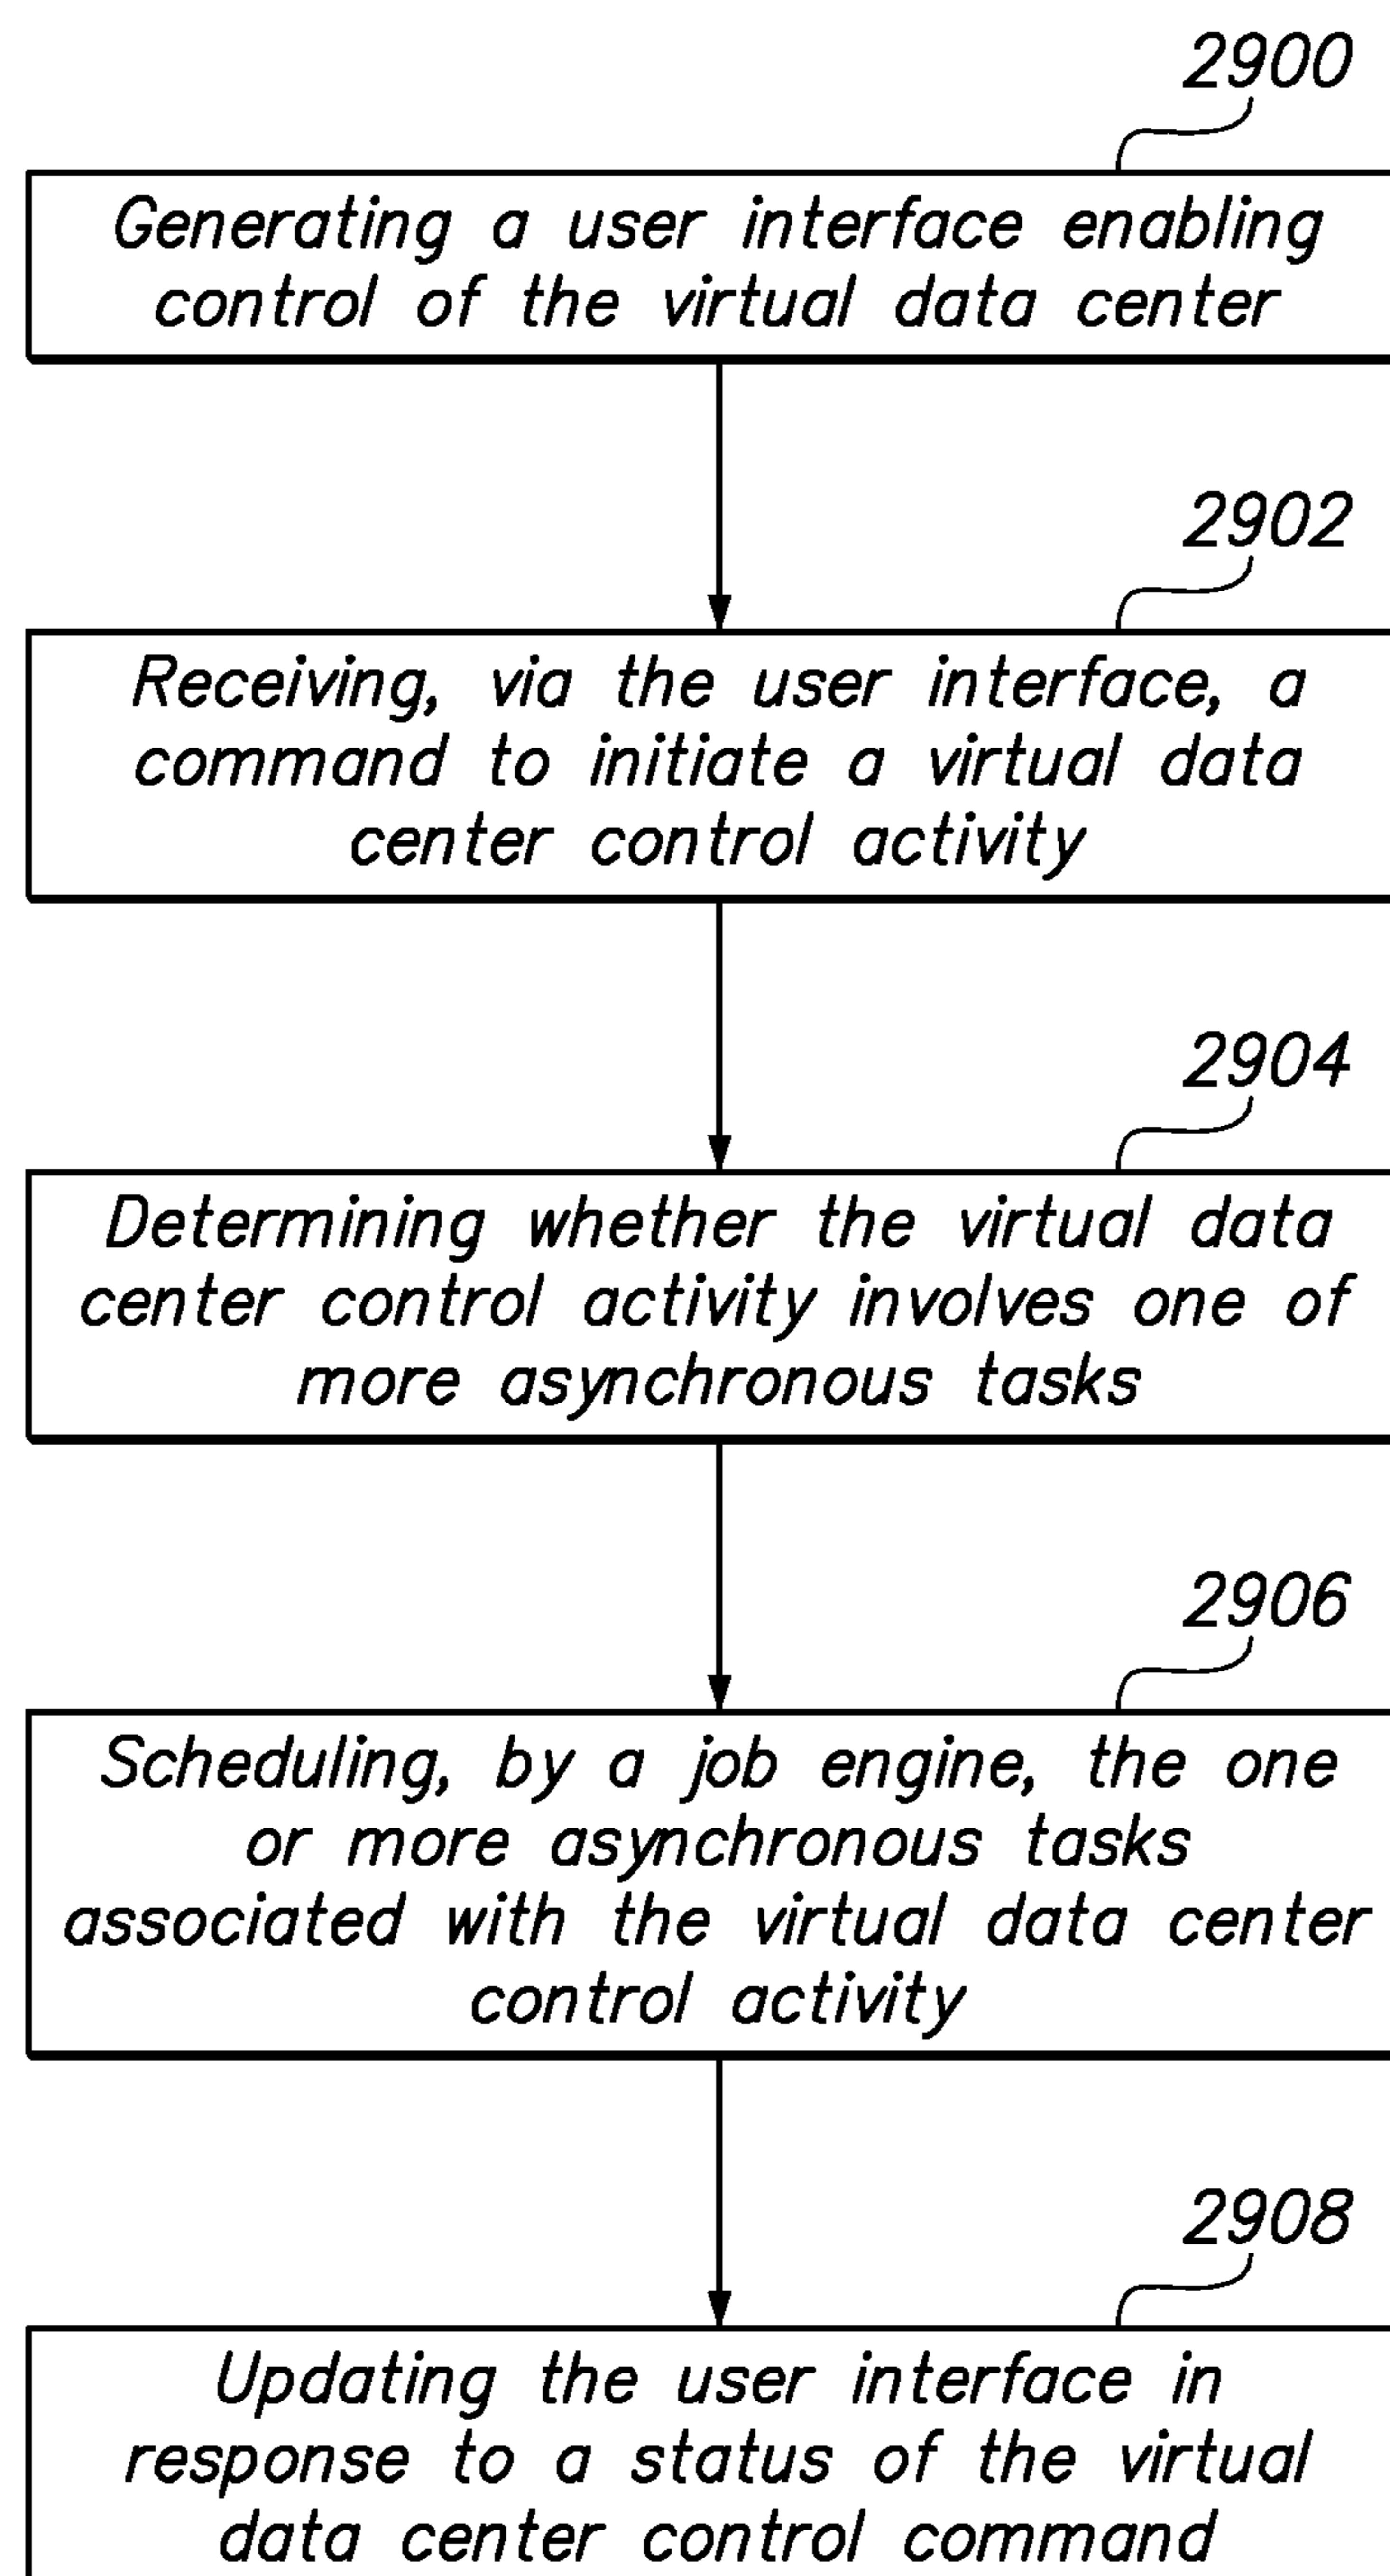 2900
Generating a user interface enabling
control of the virtual data center
2902
Receiving, via the user interface, a
command to initiate a virtual data
center control activity
2904
Determining whether the virtual data
center control activity involves one of
more asynchronous tasks
2906
Scheduling, by a job engine, the one
or more asynchronous tasks
associated with the virtual data center
control activity
2908
Updating the user interface in
response to a status of the virtual
data center control command